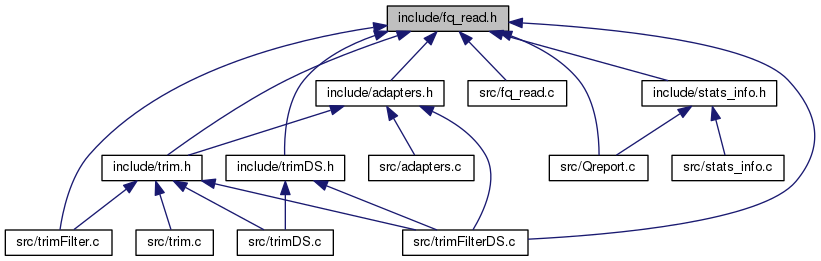 include/fq_read.h
include/adapters.h
src/fq_read.c
include/stats_info.h
include/trim.h
include/trimDS.h
src/adapters.c
src/Qreport.c
src/stats_info.c
src/trimFilter.c
src/trim.c
src/trimDS.c
src/trimFilterDS.c